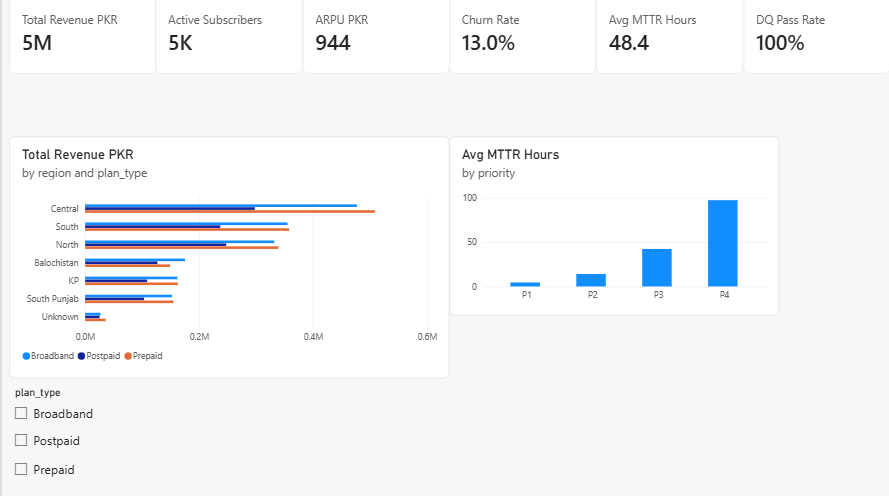 Total Revenue PKR
5M
Active Subscribers
5K
ARPU PKR
944
Churn Rate
13.0%
Avg MTTR Hours
48.4
DQ Pass Rate
100%
Total Revenue PKR
by region and plan_type
Central
South
North
Balochistan
KP
South Punjab
Unknown
0.0M 0.2M 0.4M 0.6M
Broadband Postpaid Prepaid
Avg MTTR Hours
by priority
100
50
0
P1 P2 P3 P4
plan_type
Broadband
Postpaid
Prepaid